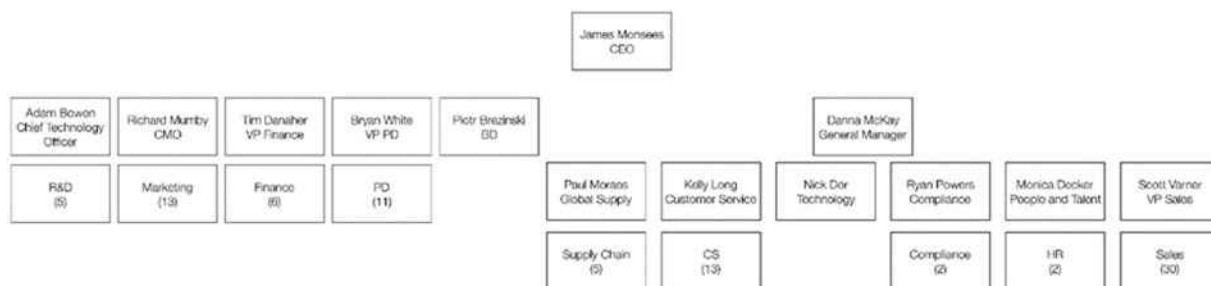 James Monsees
CEO
Adam Bowen
Chief Technology
Officer
Richard Mumby
CMO
Tim Danaher
VP Finance
Bryan White
VP PD
Piotr Brezinski
BD
Danna McKay
General Manager
R&D
(5)
Marketing
(13)
Finance
(6)
PD
(11)
Paul Moraes
Global Supply
Kelly Long
Customer Service
Nick Dor
Technology
Ryan Powers
Compliance
Monica Decker
People and Talent
Scott Varner
VP Sales
Supply Chain
(5)
CS
(13)
Compliance
(2)
HR
(2)
Sales
(30)